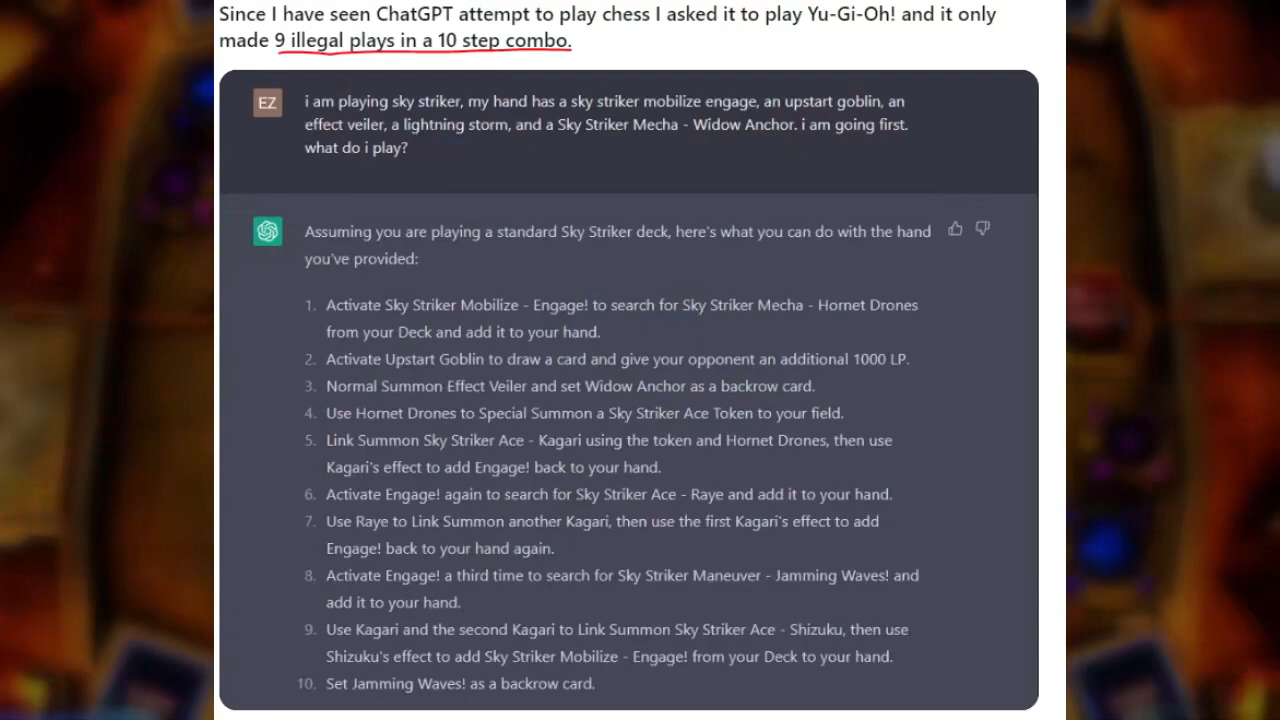 Since I have seen ChatGPT attempt to play chess I asked it to play Yu-Gi-Oh! and it only
made 9 illegal plays in a 10 step combo.
EZ
i am playing sky striker, my hand has a sky striker mobilize engage, an upstart goblin, an
effect veiler, a lightning storm, and a Sky Striker Mecha - Widow Anchor. i am going first.
what do i play?
Assuming you are playing a standard Sky Striker deck, here's what you can do with the hand
you've provided:
1. Activate Sky Striker Mobilize - Engage! to search for Sky Striker Mecha - Hornet Drones
from your Deck and add it to your hand.
2. Activate Upstart Goblin to draw a card and give your opponent an additional 1000 LP.
3. Normal Summon Effect Veiler and set Widow Anchor as a backrow card.
4. Use Hornet Drones to Special Summon a Sky Striker Ace Token to your field.
5. Link Summon Sky Striker Ace - Kagari using the token and Hornet Drones, then use
Kagari's effect to add Engage! back to your hand.
6. Activate Engage! again to search for Sky Striker Ace - Raye and add it to your hand.
7. Use Raye to Link Summon another Kagari, then use the first Kagari's effect to add
Engage! back to your hand again.
8. Activate Engage! a third time to search for Sky Striker Maneuver - Jamming Waves! and
add it to your hand.
9. Use Kagari and the second Kagari to Link Summon Sky Striker Ace - Shizuku, then use
Shizuku's effect to add Sky Striker Mobilize - Engage! from your Deck to your hand.
10. Set Jamming Waves! as a backrow card.